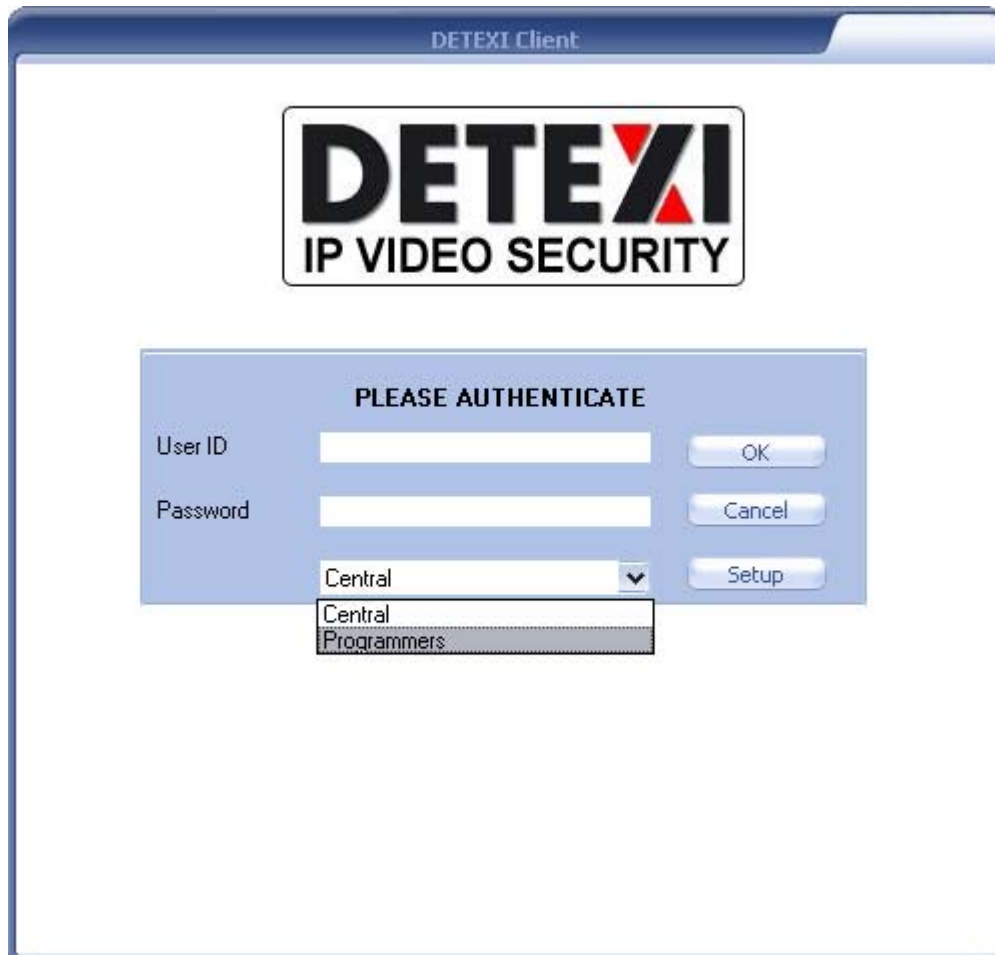 DETEXI Client
DETEXI
IP VIDEO SECURITY
PLEASE AUTHENTICATE
User ID
OK
Password
Cancel
Central
Setup
Central
Programmers